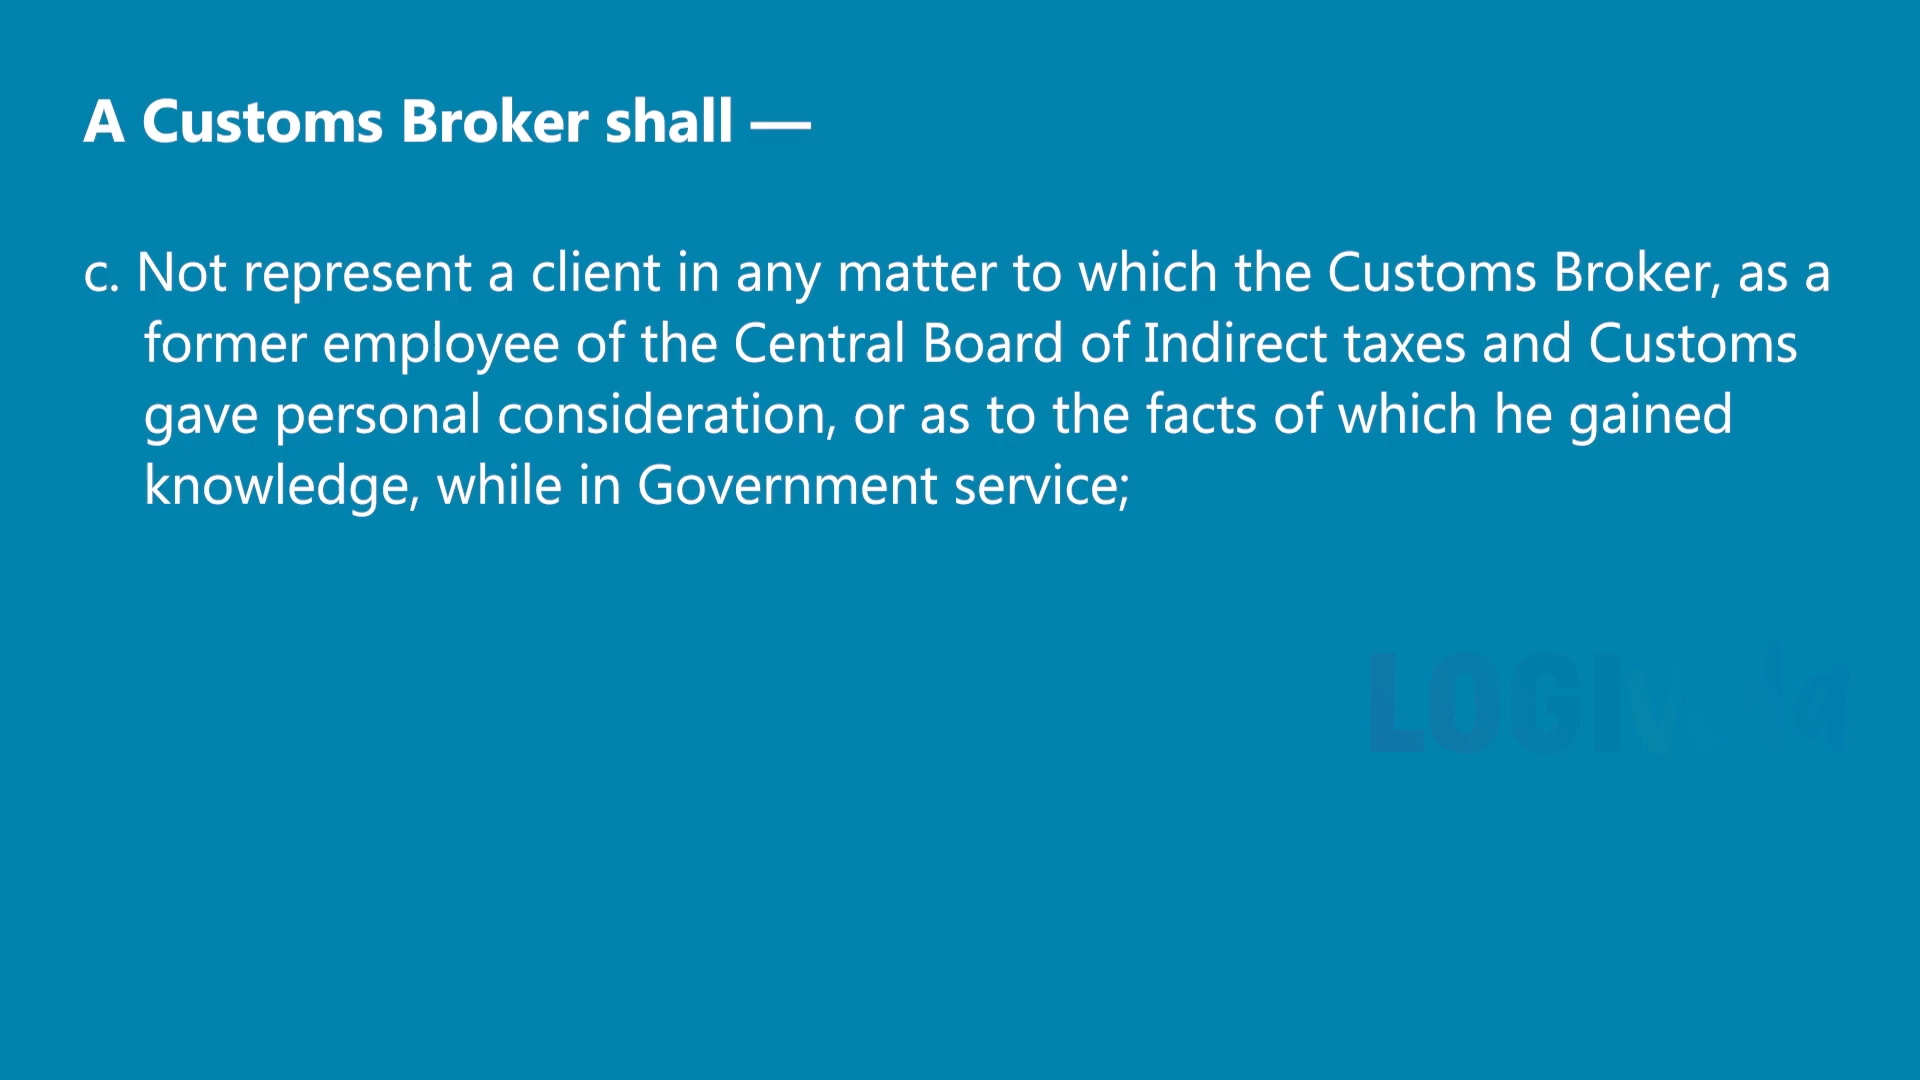 A Customs Broker shall —
c. Not represent a client in any matter to which the Customs Broker, as a
former employee of the Central Board of Indirect taxes and Customs
gave personal consideration, or as to the facts of which he gained
knowledge, while in Government service;